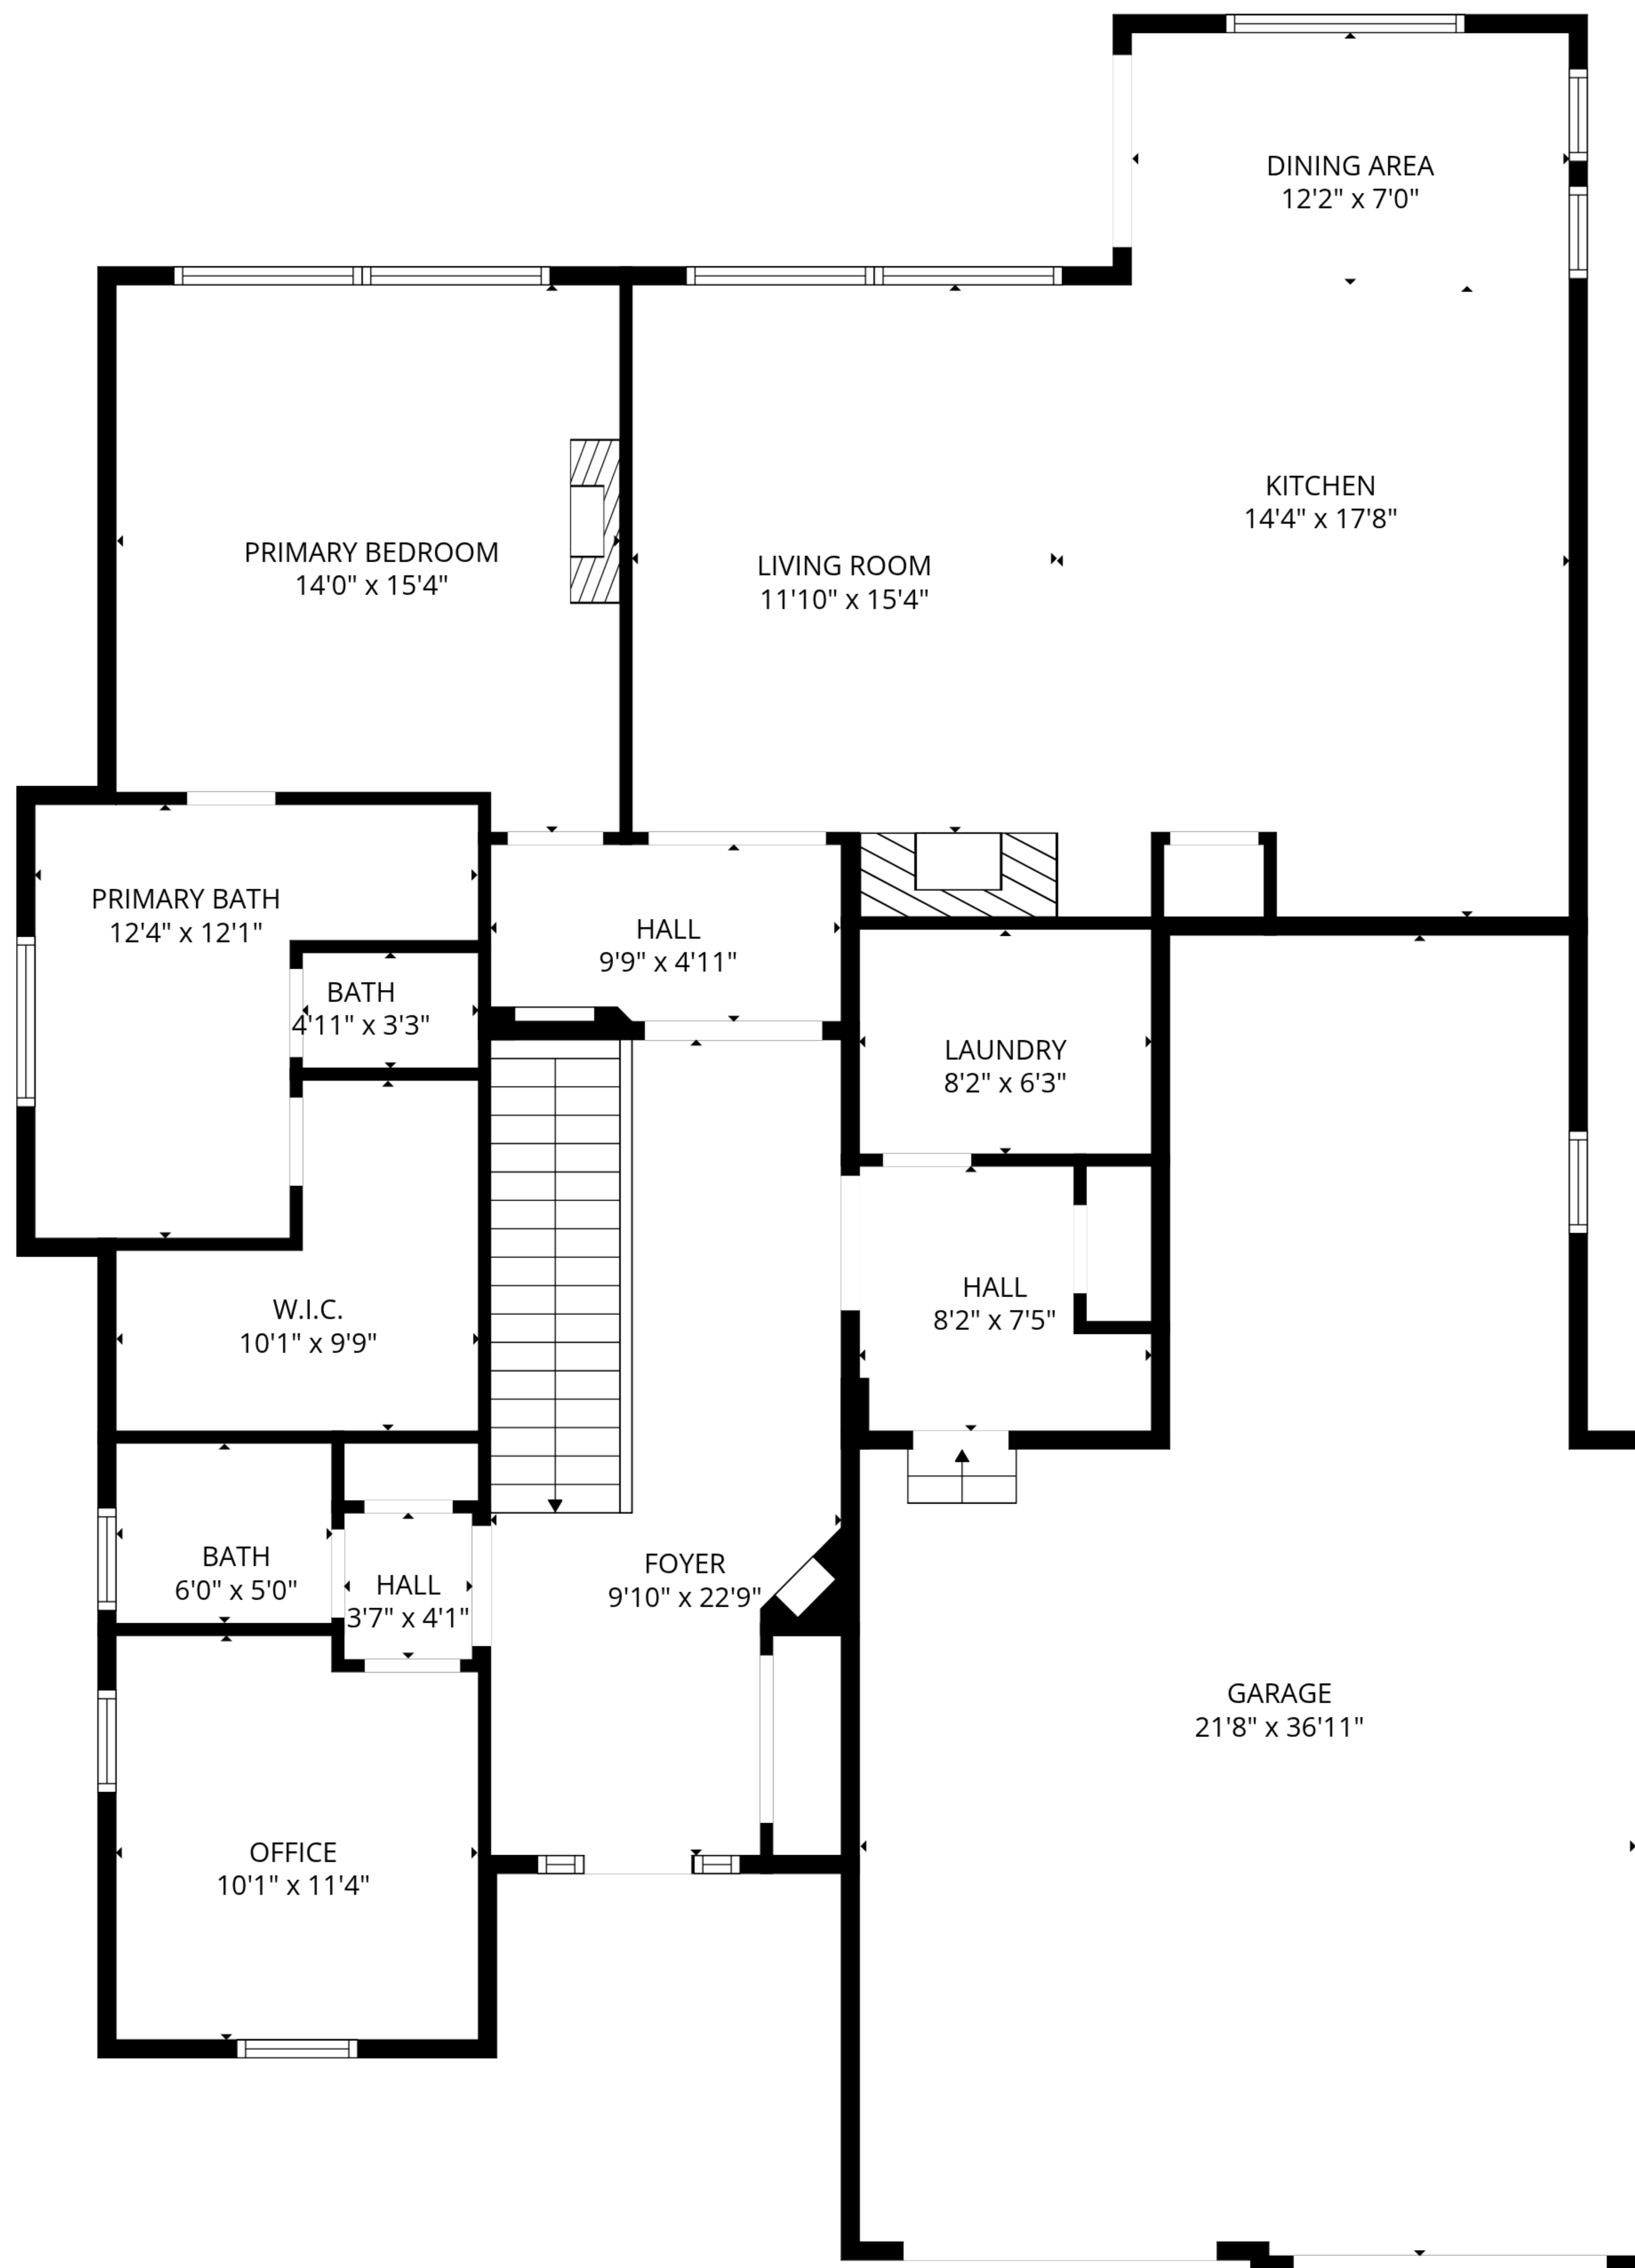 DINING AREA
12'2" x 7'0"
KITCHEN
14'4" x 17'8"
PRIMARY BEDROOM
14'0" x 15'4"
LIVING ROOM
11'10" x 15'4"
PRIMARY BATH
12'4" x 12'1"
HALL
9'9" x 4'11"
BATH
4'11" x 3'3"
LAUNDRY
8'2" x 6'3"
HALL
8'2" x 7'5"
W.I.C.
10'1" x 9'9"
BATH
6'0" x 5'0"
HALL
3'7" x 4'1"
FOYER
9'10" x 22'9"
GARAGE
21'8" x 36'11"
OFFICE
10'1" x 11'4"